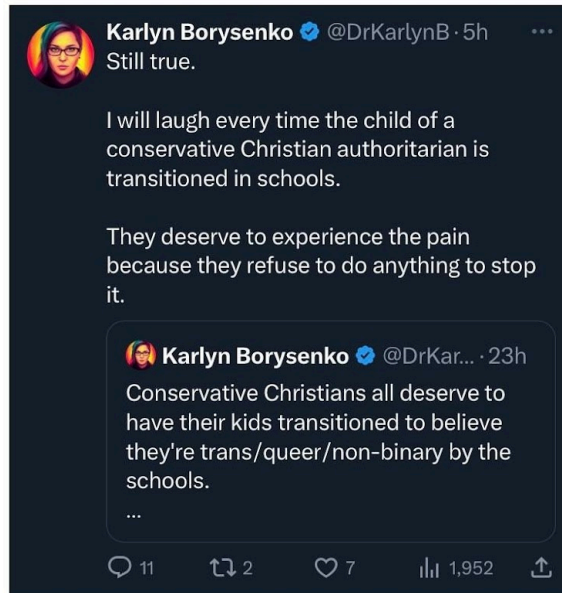 Karlyn Borysenko @DrKarlynB · 5h
Still true.
I will laugh every time the child of a
conservative Christian authoritarian is
transitioned in schools.
They deserve to experience the pain
because they refuse to do anything to stop
it.
Karlyn Borysenko @DrKar... · 23h
Conservative Christians all deserve to
have their kids transitioned to believe
they're trans/queer/non-binary by the
schools.
...
11 2 7 1,952